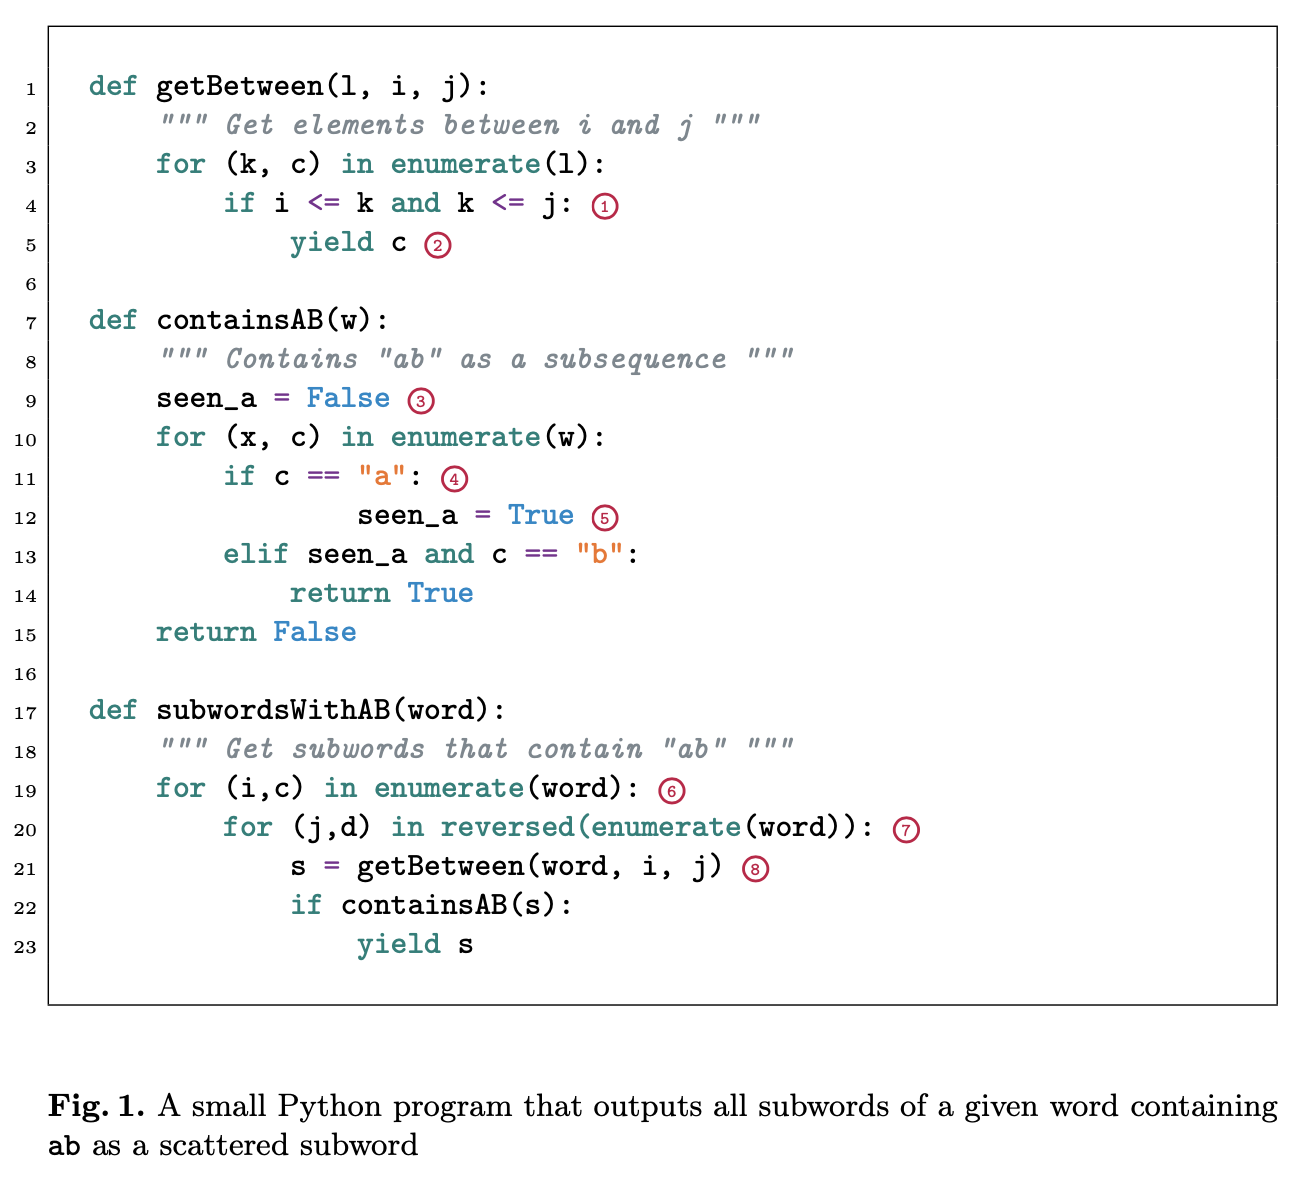 1 def getBetween(l, i, j):
2 """ Get elements between i and j """
3 for (k, c) in enumerate(l):
4 if i <= k and k <= j: ①
5 yield c ②
6
7 def containsAB(w):
8 """ Contains "ab" as a subsequence """
9 seen_a = False ③
10 for (x, c) in enumerate(w):
11 if c == "a": ④
12 seen_a = True ⑤
13 elif seen_a and c == "b":
14 return True
15 return False
16
17 def subwordsWithAB(word):
18 """ Get subwords that contain "ab" """
19 for (i,c) in enumerate(word): ⑥
20 for (j,d) in reversed(enumerate(word)): ⑦
21 s = getBetween(word, i, j) ⑧
22 if containsAB(s):
23 yield s
Fig. 1. A small Python program that outputs all subwords of a given word containing
ab as a scattered subword